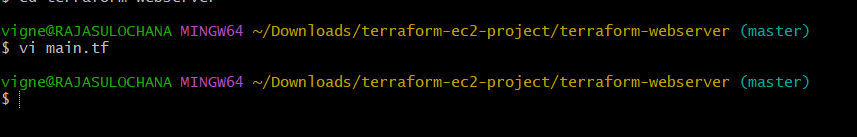 $ cd terraform-webserver
vigne@RAJASULOCHANA MINGW64 ~/Downloads/terraform-ec2-project/terraform-webserver (master)
$ vi main.tf
vigne@RAJASULOCHANA MINGW64 ~/Downloads/terraform-ec2-project/terraform-webserver (master)
$